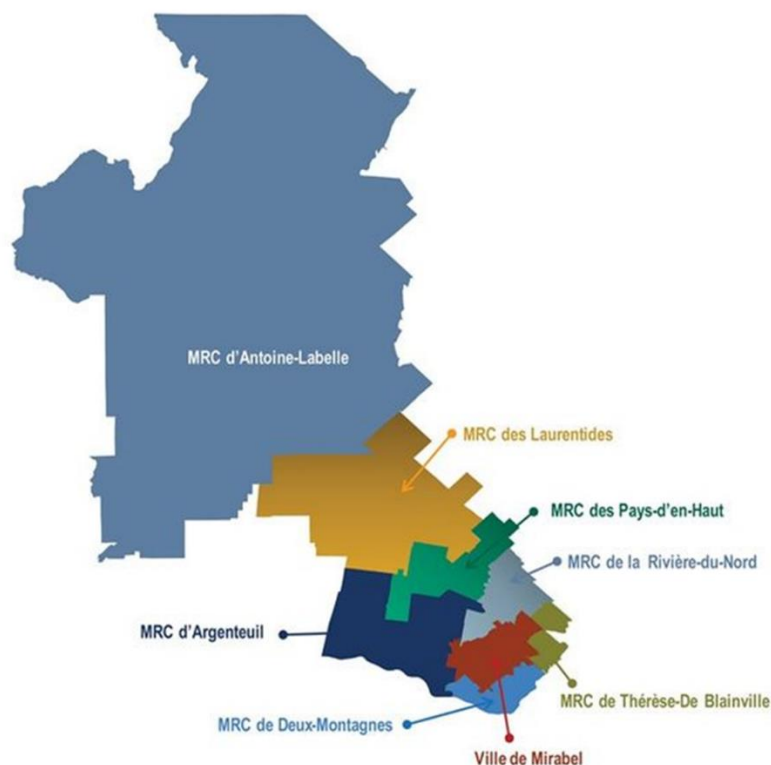 MRC d'Antoine-Labelle
MRC des Laurentides
MRC des Pays-d'en-Haut
MRC de la Rivière-du-Nord
MRC d'Argenteuil
MRC de Thérèse-De Blainville
MRC de Deux-Montagnes
Ville de Mirabel